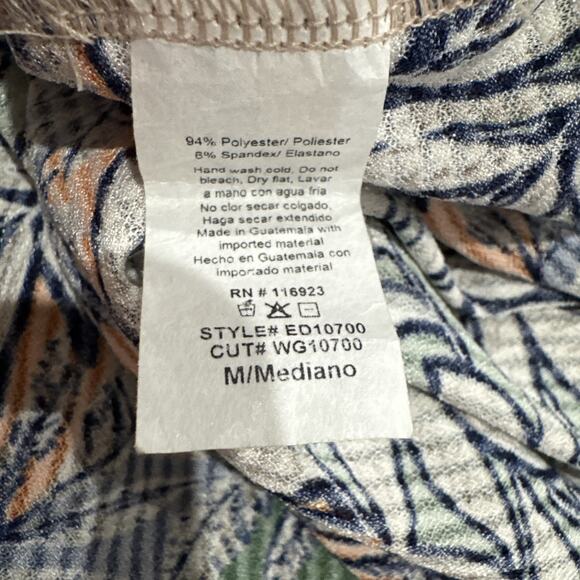 94% Polyester/ Poliester
6% Spandex/ Elastano
Hand wash cold, Do not
bleach, Dry flat, Lavar
a mano con agua fria
No clor secar colgado,
Haga secar extendido
Made in Guatemala with
imported material
Hecho en Guatemala con
importado material
RN # 116923
STYLE# ED10700
CUT# WG10700
M/Mediano